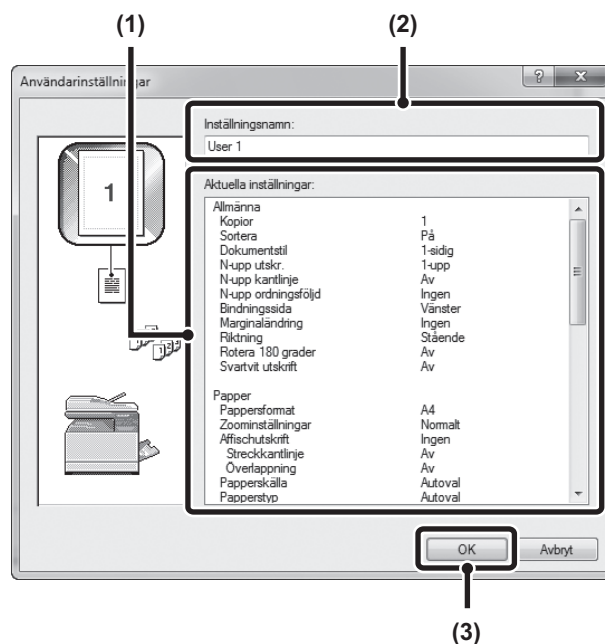 (1)
(2)
Användarinställningar
Inställningsnamn:
User 1
1
Aktuella inställningar:
Allmänna
Kopior 1
Sortera På
Dokumentstil 1-sidig
N-upp utskr. 1-upp
N-upp kantlinje Av
N-upp ordningsföljd Ingen
Bindningssida Vänster
Marginaländring Ingen
Riktning Stående
Rotera 180 grader Av
Svartvit utskrift Av
Papper
Pappersformat A4
Zoominställningar Normalt
Affischutskrift Ingen
Streckkantlinje Av
Överlappning Av
Papperskälla Autoval
Papperstyp Autoval
OK Avbryt
(3)